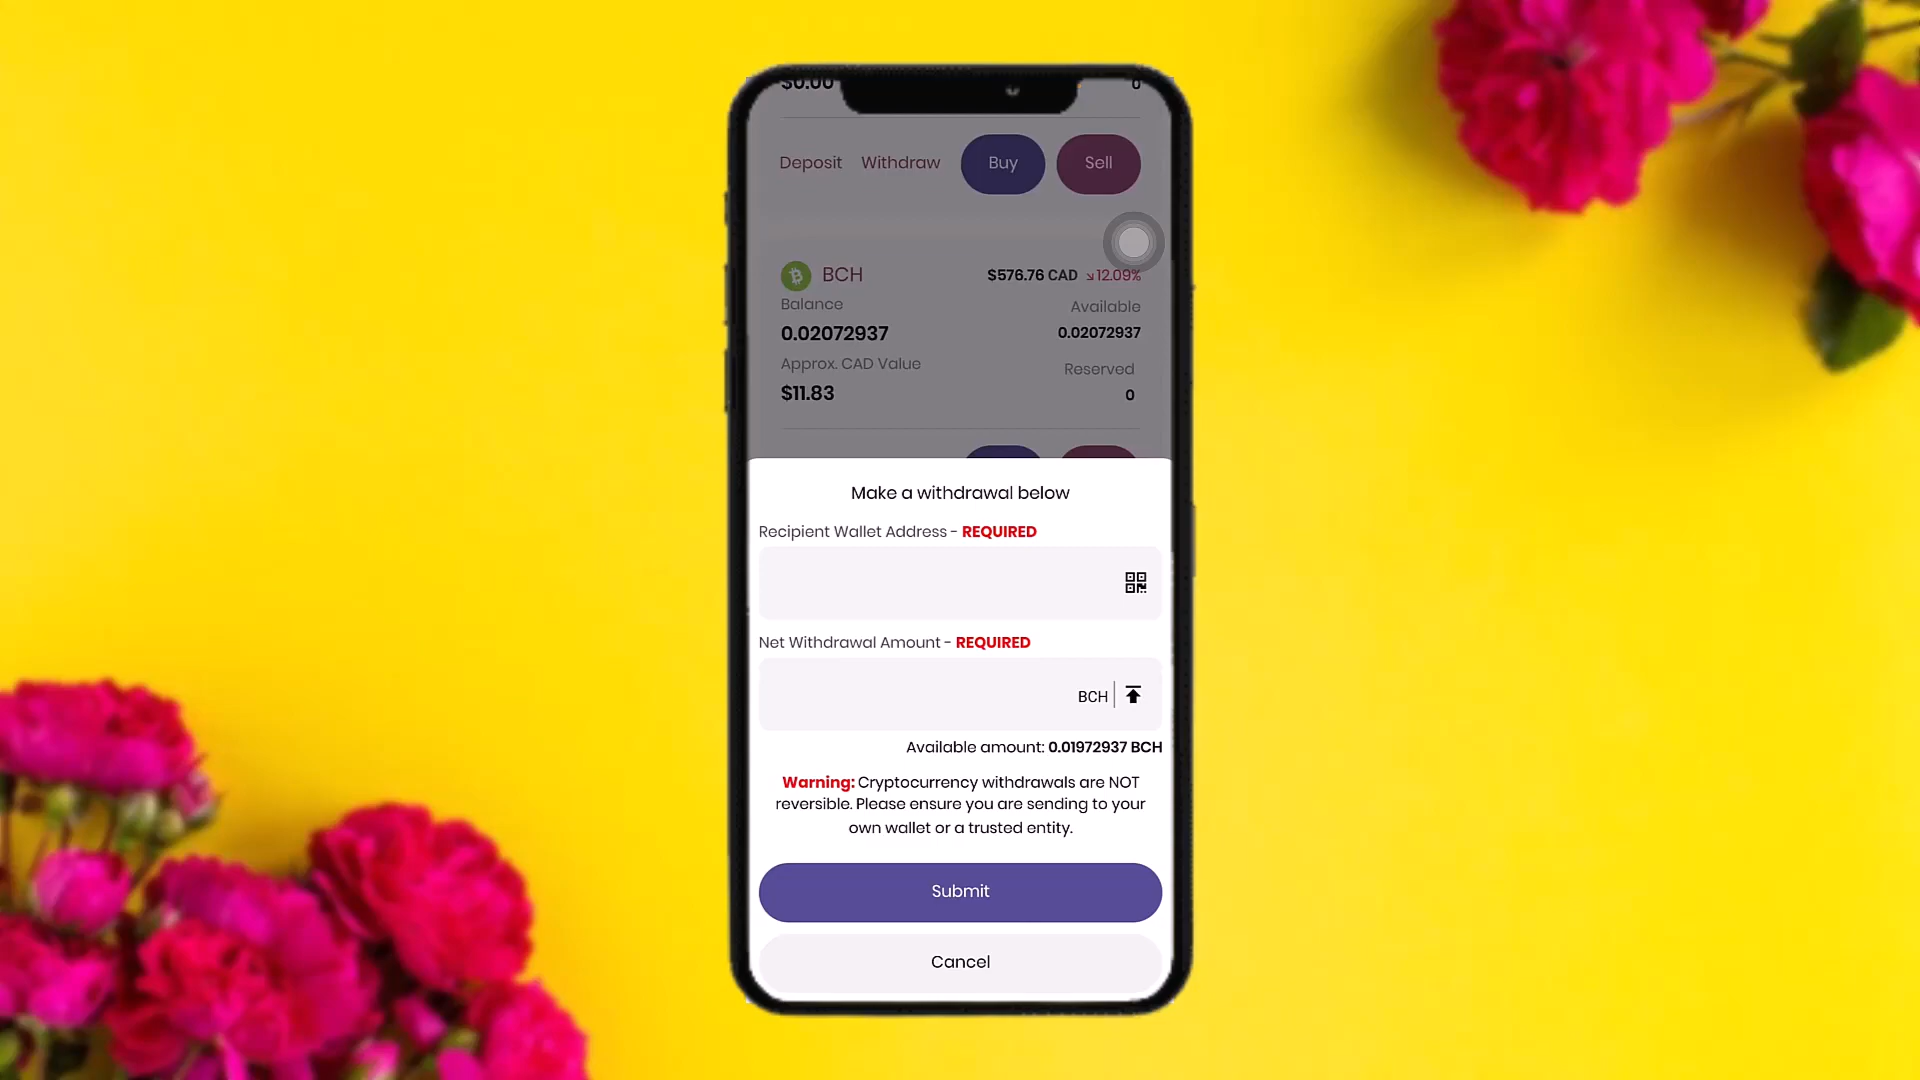 $0.00 0
Deposit Withdraw Buy Sell
BCH $576.76 CAD ↘12.09%
Balance Available
0.02072937 0.02072937
Approx. CAD Value Reserved
$11.83 0
Make a withdrawal below
Recipient Wallet Address - REQUIRED
Net Withdrawal Amount - REQUIRED
BCH
Available amount: 0.01972937 BCH
Warning: Cryptocurrency withdrawals are NOT
reversible. Please ensure you are sending to your
own wallet or a trusted entity.
Submit
Cancel